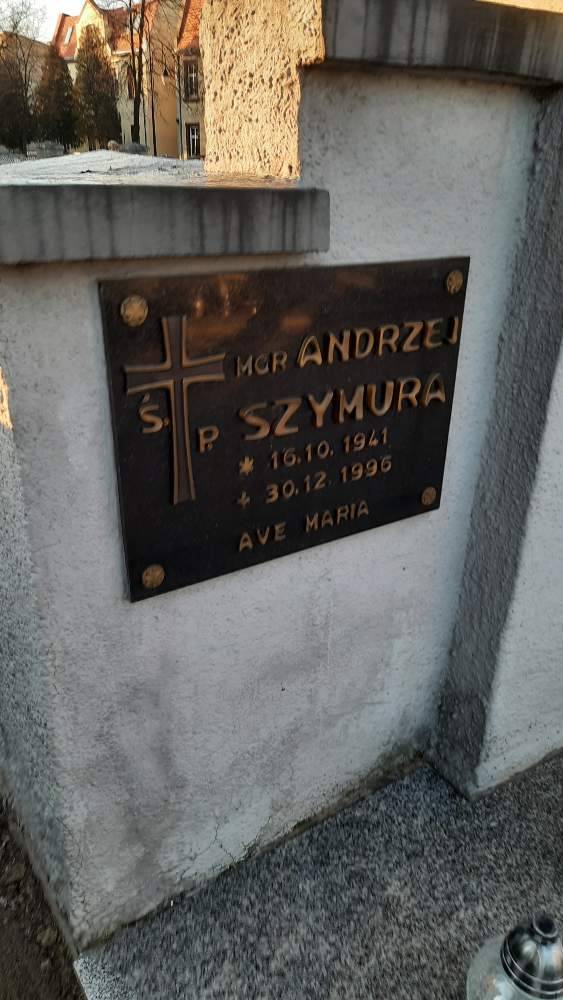 MGR ANDRZEJ
Ś. P. SZYMURA
* 16.10.1941
+ 30.12.1996
AVE MARIA